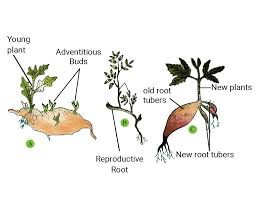 Young
plant
Adventitious
Buds
A
Reproductive
Root
B
old root
tubers
New plants
C
New root tubers